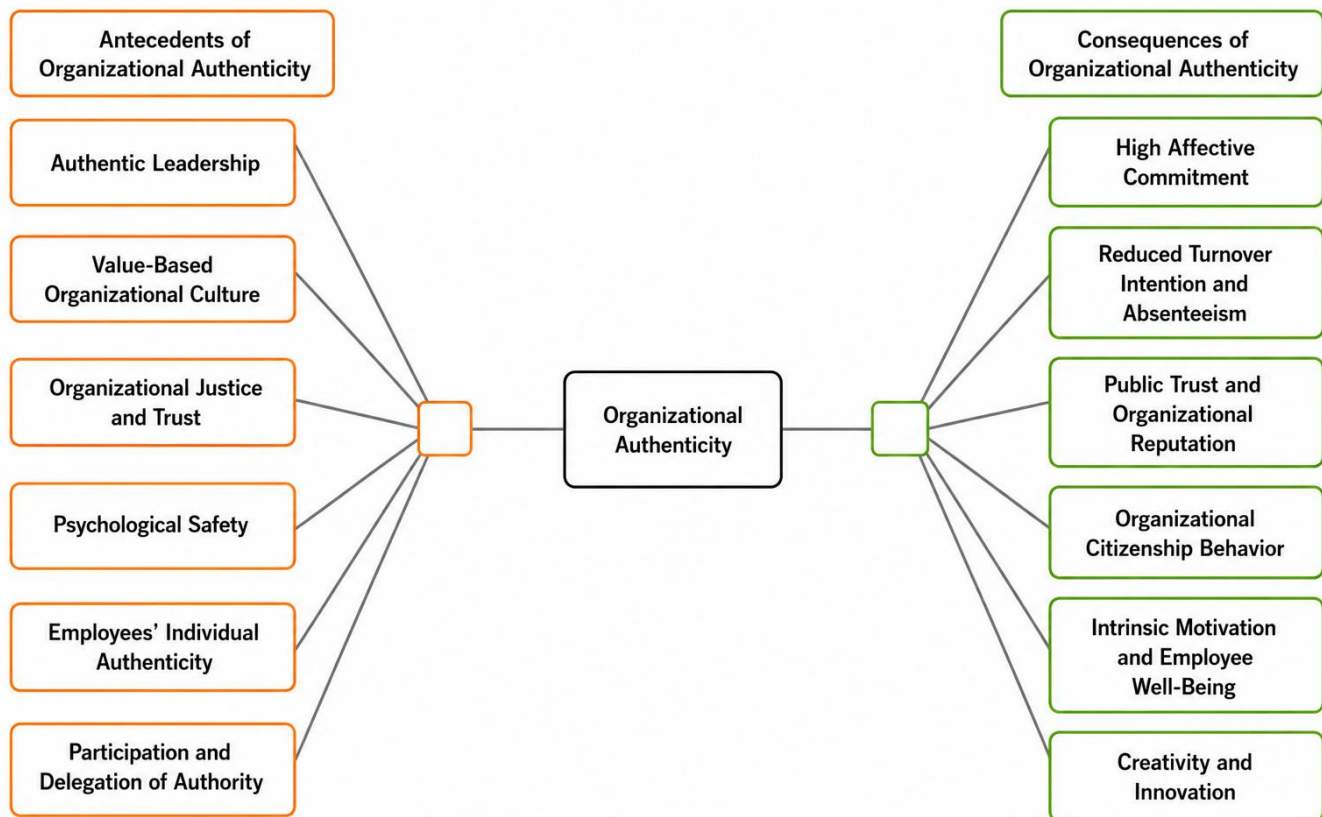 Antecedents of
Organizational Authenticity
Authentic Leadership
Value-Based
Organizational Culture
Organizational Justice
and Trust
Psychological Safety
Employees’ Individual
Authenticity
Participation and
Delegation of Authority
Organizational
Authenticity
Consequences of
Organizational Authenticity
High Affective
Commitment
Reduced Turnover
Intention and
Absenteeism
Public Trust and
Organizational
Reputation
Organizational
Citizenship Behavior
Intrinsic Motivation
and Employee
Well-Being
Creativity and
Innovation